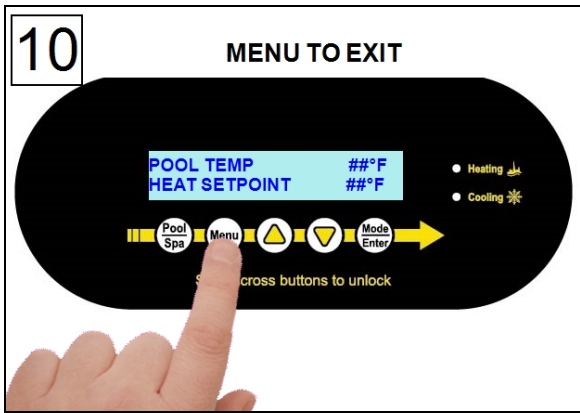 10
MENU TO EXIT
POOL TEMP ##°F
HEAT SETPOINT ##°F
Heating
Cooling
Pool
Spa
Menu
Mode
Enter
cross buttons to unlock